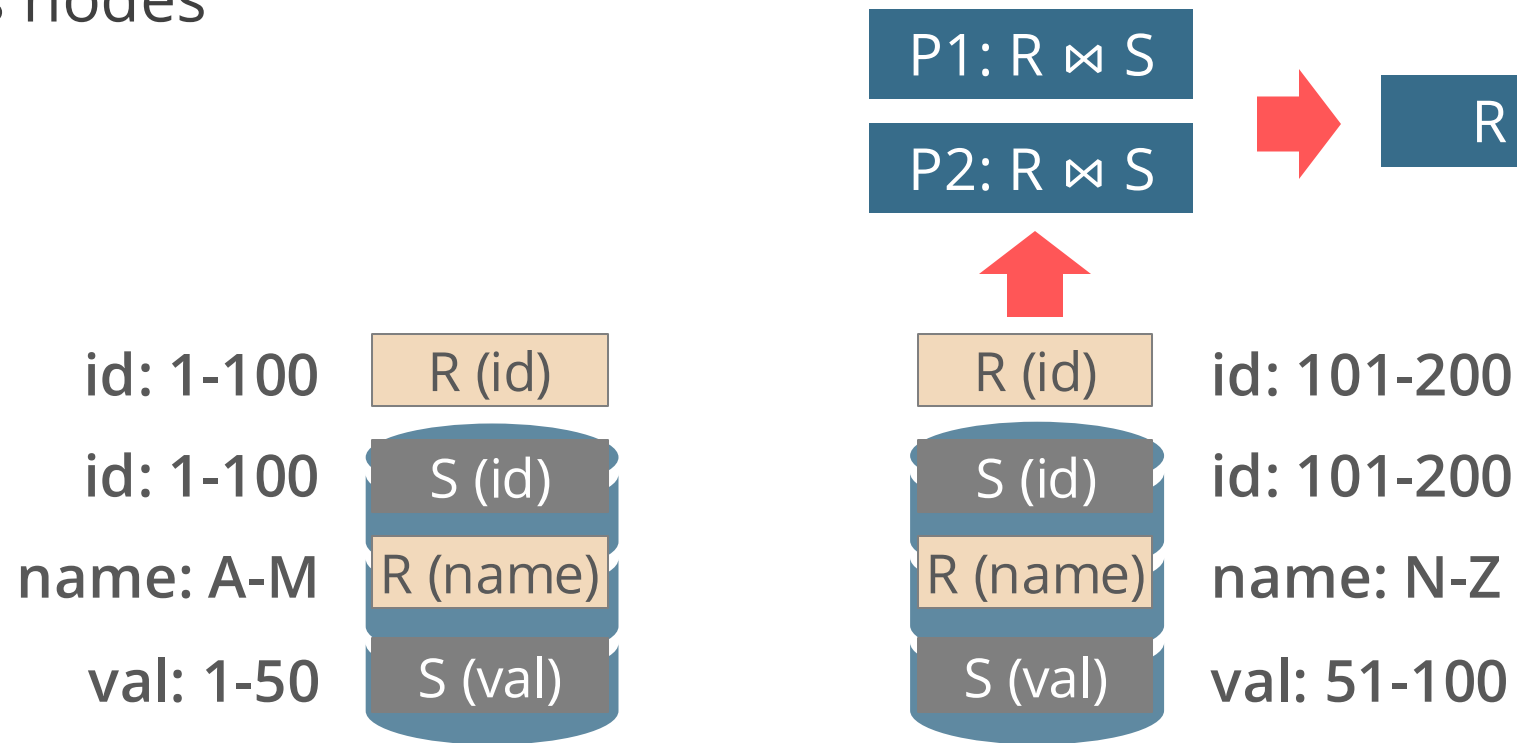 nodes
P1: R ⋈ S
P2: R ⋈ S
R
id: 1-100
R (id)
R (id)
id: 101-200
id: 1-100
S (id)
S (id)
id: 101-200
name: A-M
R (name)
R (name)
name: N-Z
val: 1-50
S (val)
S (val)
val: 51-100